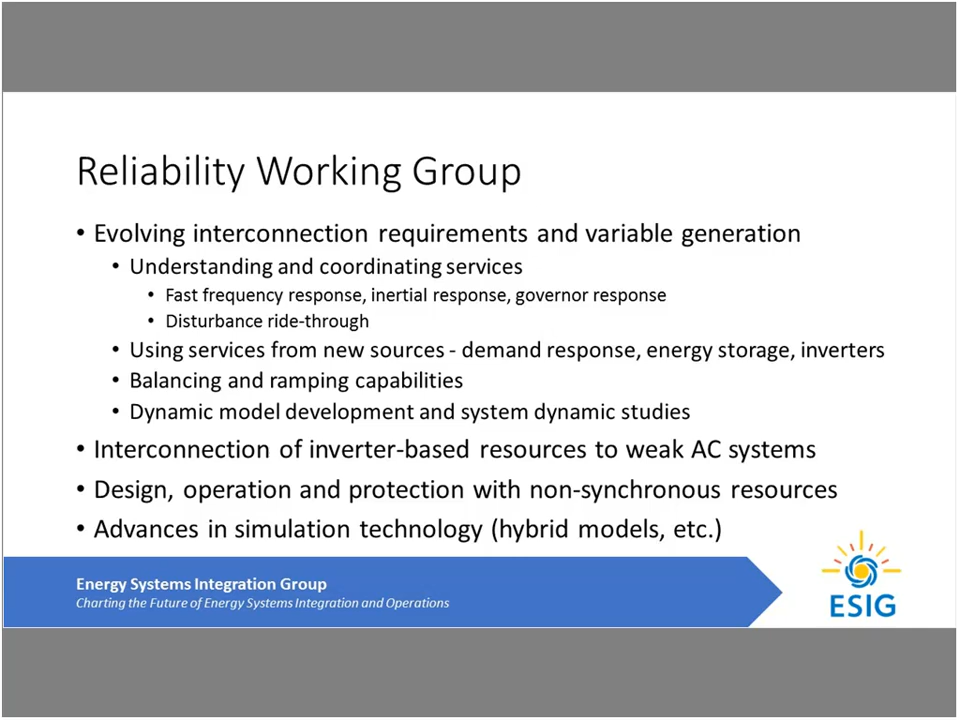 Reliability Working Group
• Evolving interconnection requirements and variable generation
• Understanding and coordinating services
• Fast frequency response, inertial response, governor response
• Disturbance ride-through
• Using services from new sources - demand response, energy storage, inverters
• Balancing and ramping capabilities
• Dynamic model development and system dynamic studies
• Interconnection of inverter-based resources to weak AC systems
• Design, operation and protection with non-synchronous resources
• Advances in simulation technology (hybrid models, etc.)
Energy Systems Integration Group
Charting the Future of Energy Systems Integration and Operations
ESIG